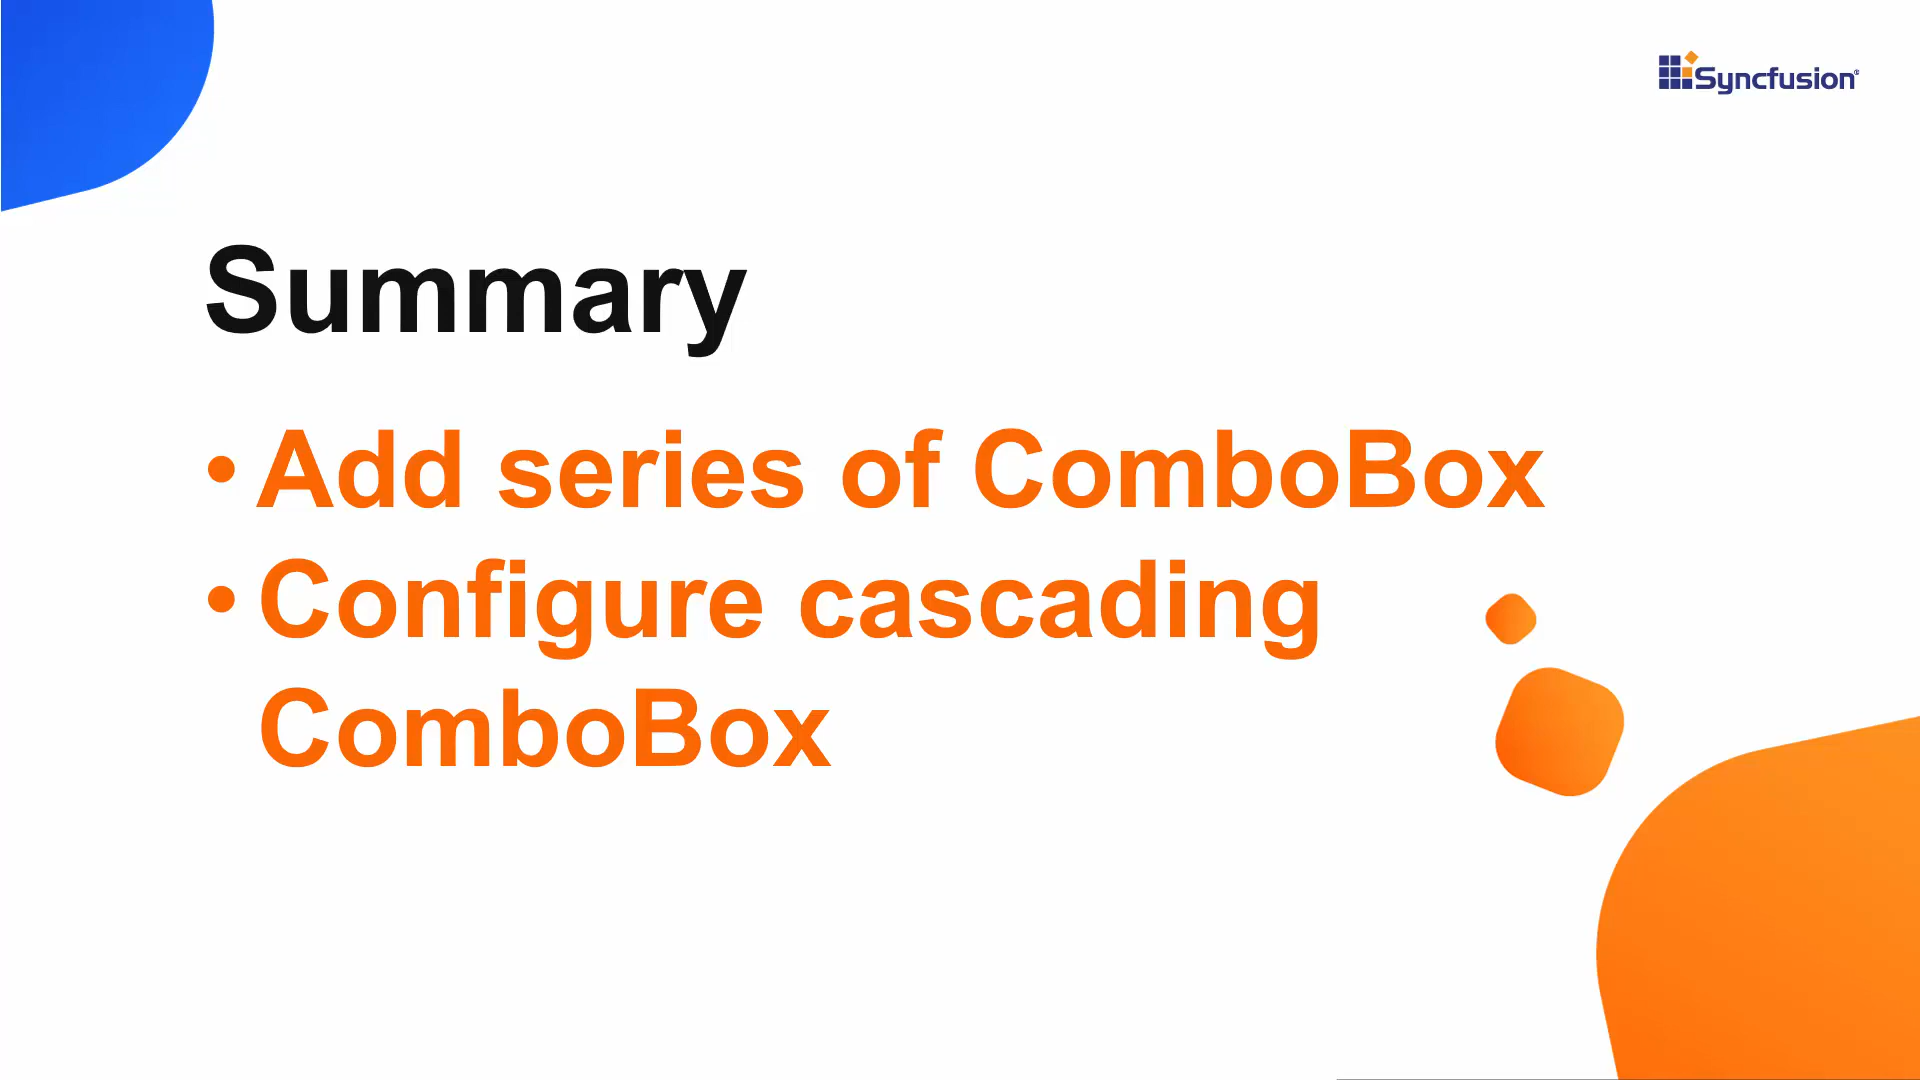 Syncfusion®
Summary
• Add series of ComboBox
• Configure cascading
ComboBox